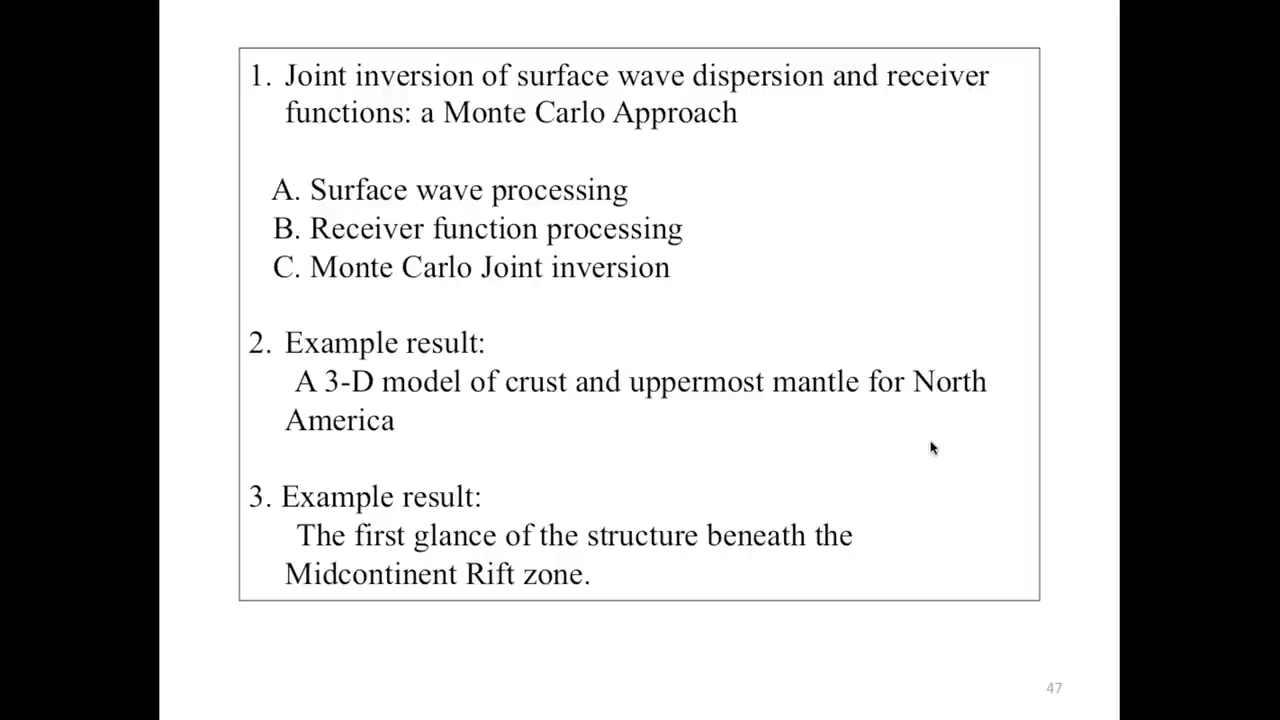 1. Joint inversion of surface wave dispersion and receiver
functions: a Monte Carlo Approach
A. Surface wave processing
B. Receiver function processing
C. Monte Carlo Joint inversion
2. Example result:
A 3-D model of crust and uppermost mantle for North
America
3. Example result:
The first glance of the structure beneath the
Midcontinent Rift zone.
47